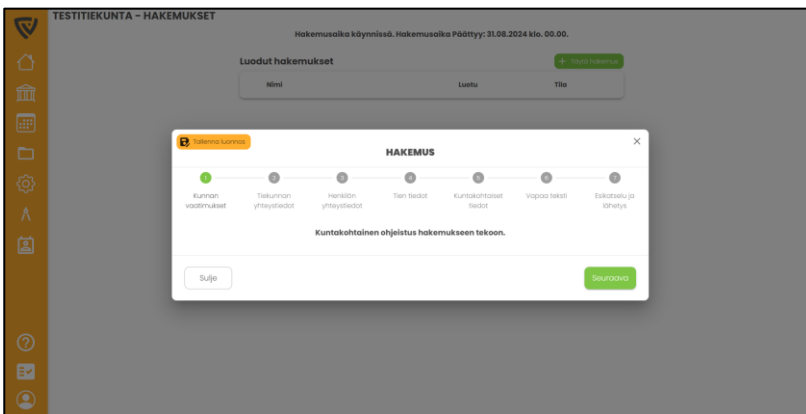 TESTITIEKUNTA - HAKEMUKSET
Hakemusaika käynnissä. Hakemusaika Päättyy: 31.08.2024 klo. 00.00.
Luodut hakemukset
+ Täytä hakemus
Nimi Luotu Tila
Tallenna luonnos
HAKEMUS
1 2 3 4 5 6 7
Kunnan Tiekunnan Henkilön Tien tiedot Kuntakohtaiset Vapaa teksti Esikatselu ja
vaatimukset yhteystiedot yhteystiedot tiedot lähetys
Kuntakohtainen ohjeistus hakemukseen tekoon.
Sulje Seuraava